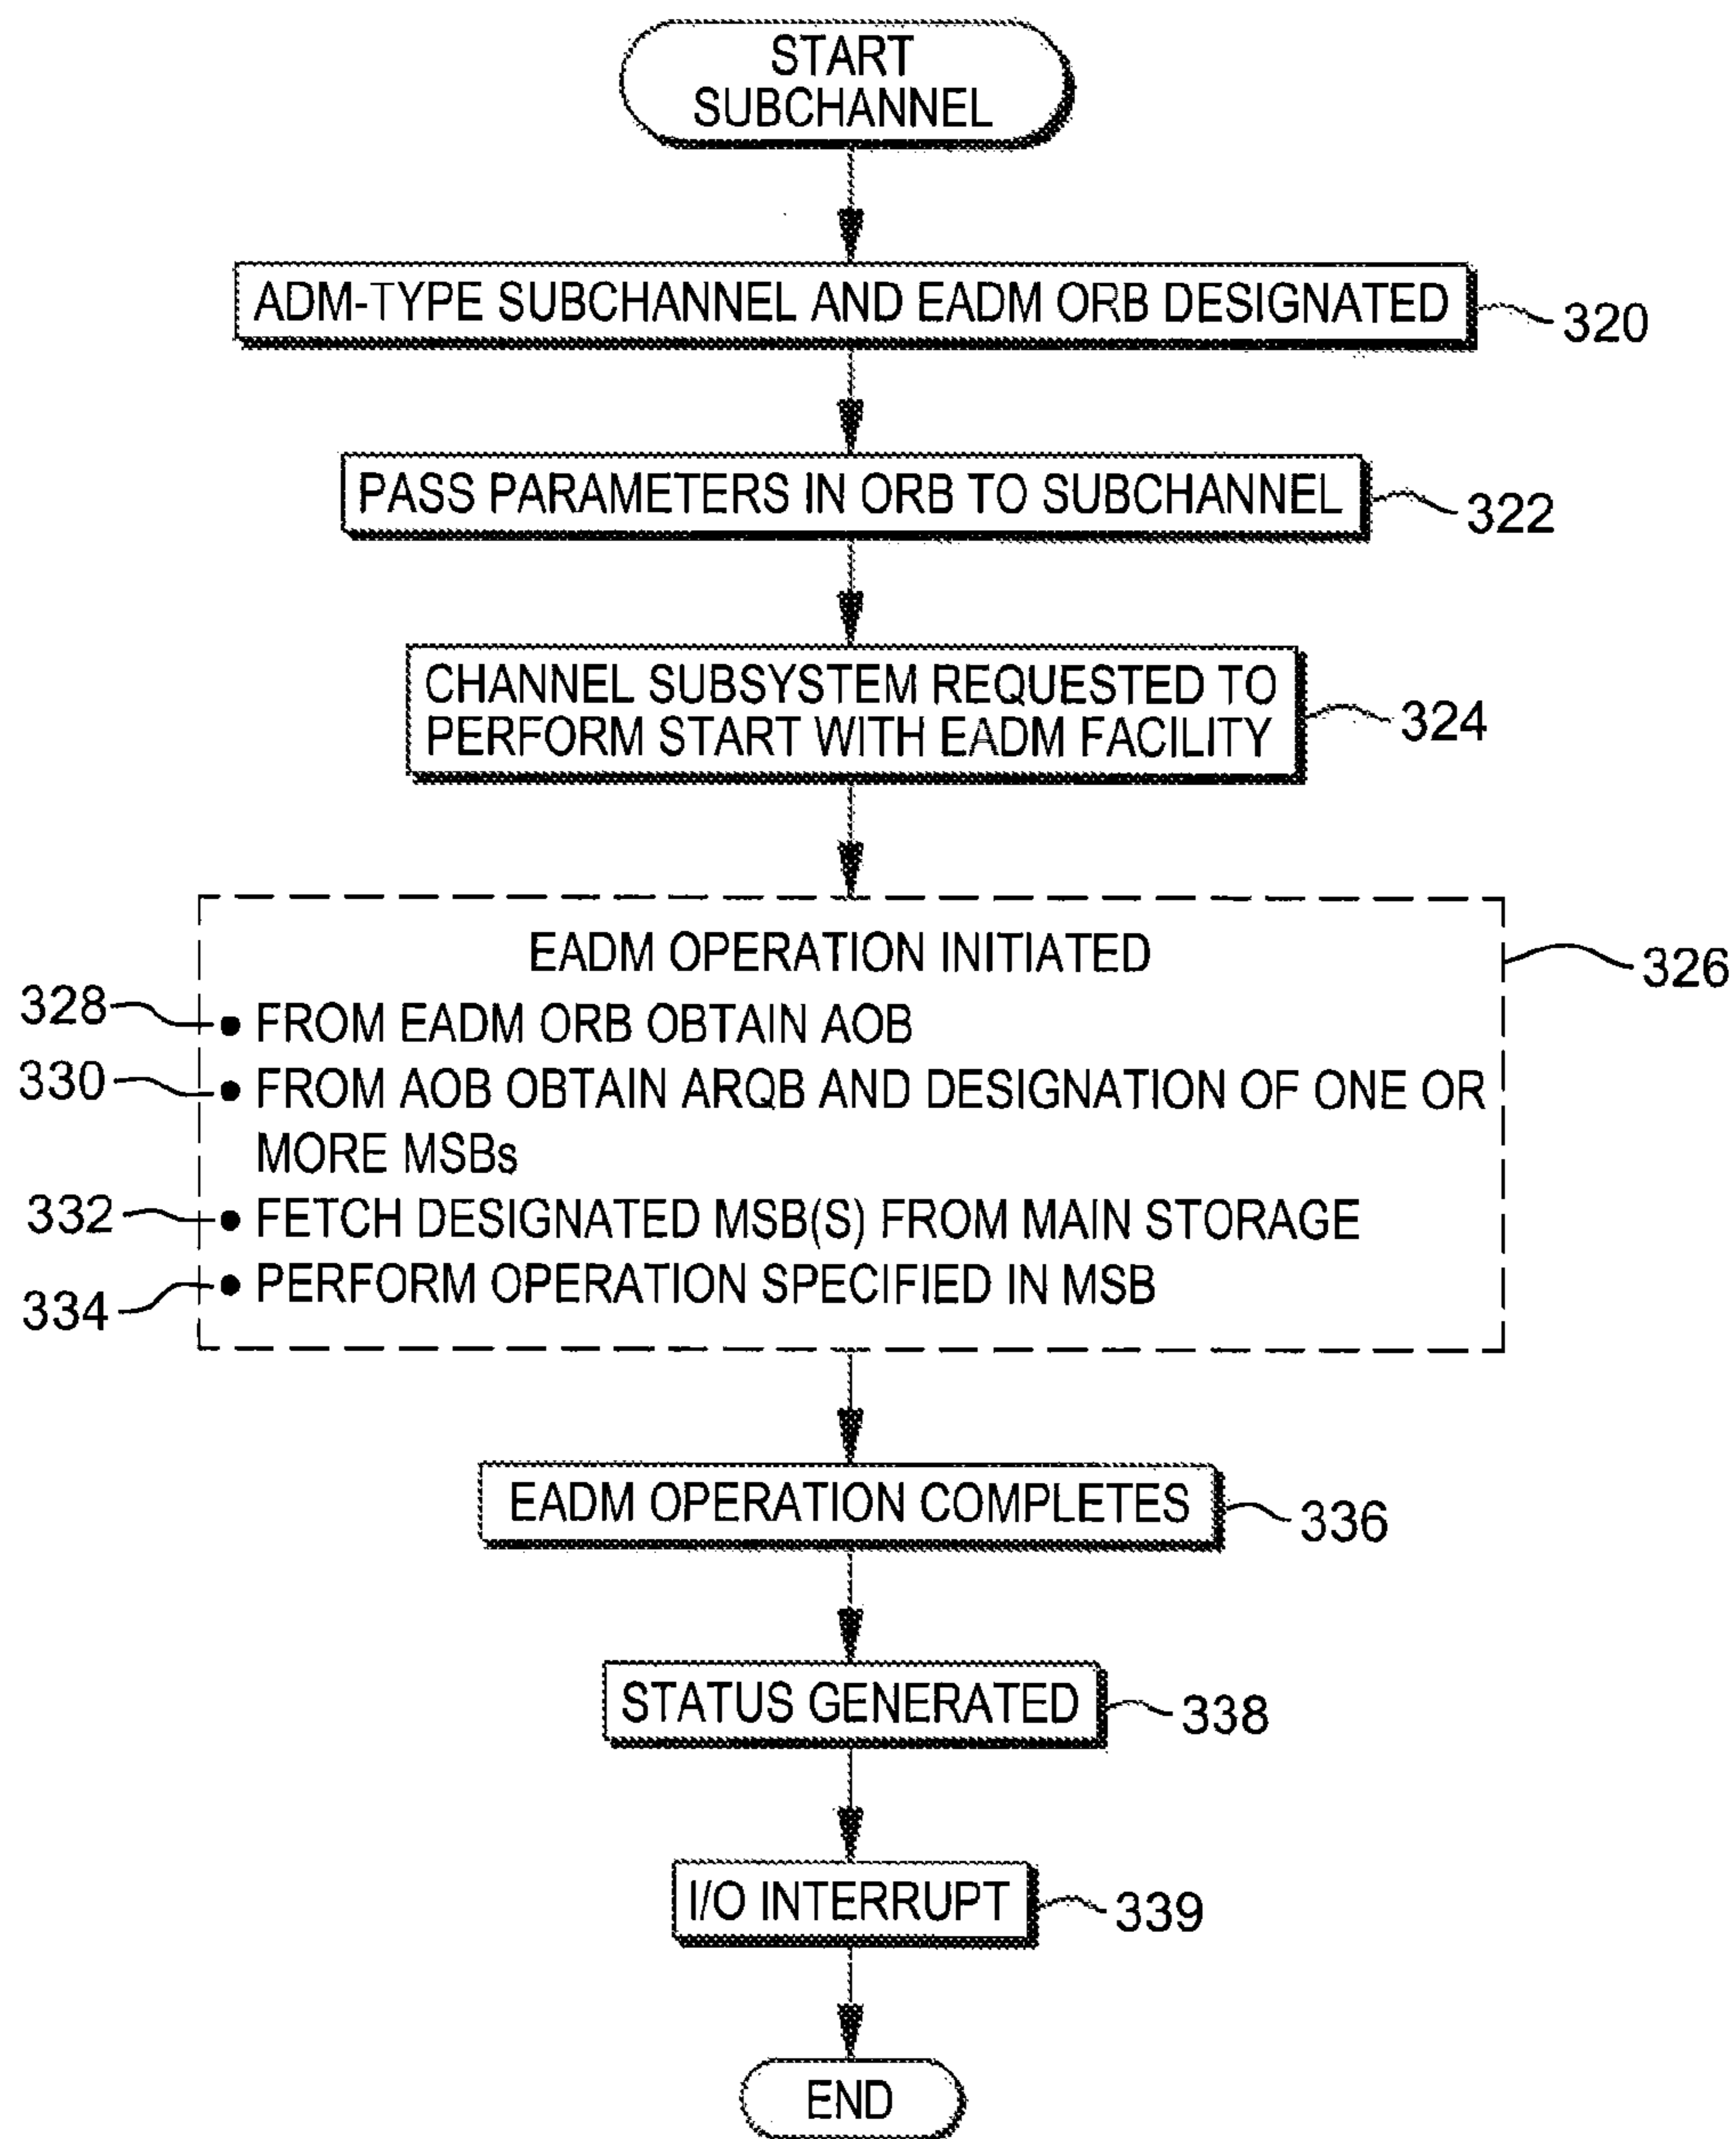 START
SUBCHANNEL
ADM-TYPE SUBCHANNEL AND EADM ORB DESIGNATED
320
PASS PARAMETERS IN ORB TO SUBCHANNEL
322
CHANNEL SUBSYSTEM REQUESTED TO
PERFORM START WITH EADM FACILITY
324
EADM OPERATION INITIATED
326
328
• FROM EADM ORB OBTAIN AOB
330
• FROM AOB OBTAIN ARQB AND DESIGNATION OF ONE OR
MORE MSBs
332
• FETCH DESIGNATED MSB(S) FROM MAIN STORAGE
334
• PERFORM OPERATION SPECIFIED IN MSB
EADM OPERATION COMPLETES
336
STATUS GENERATED
338
I/O INTERRUPT
339
END